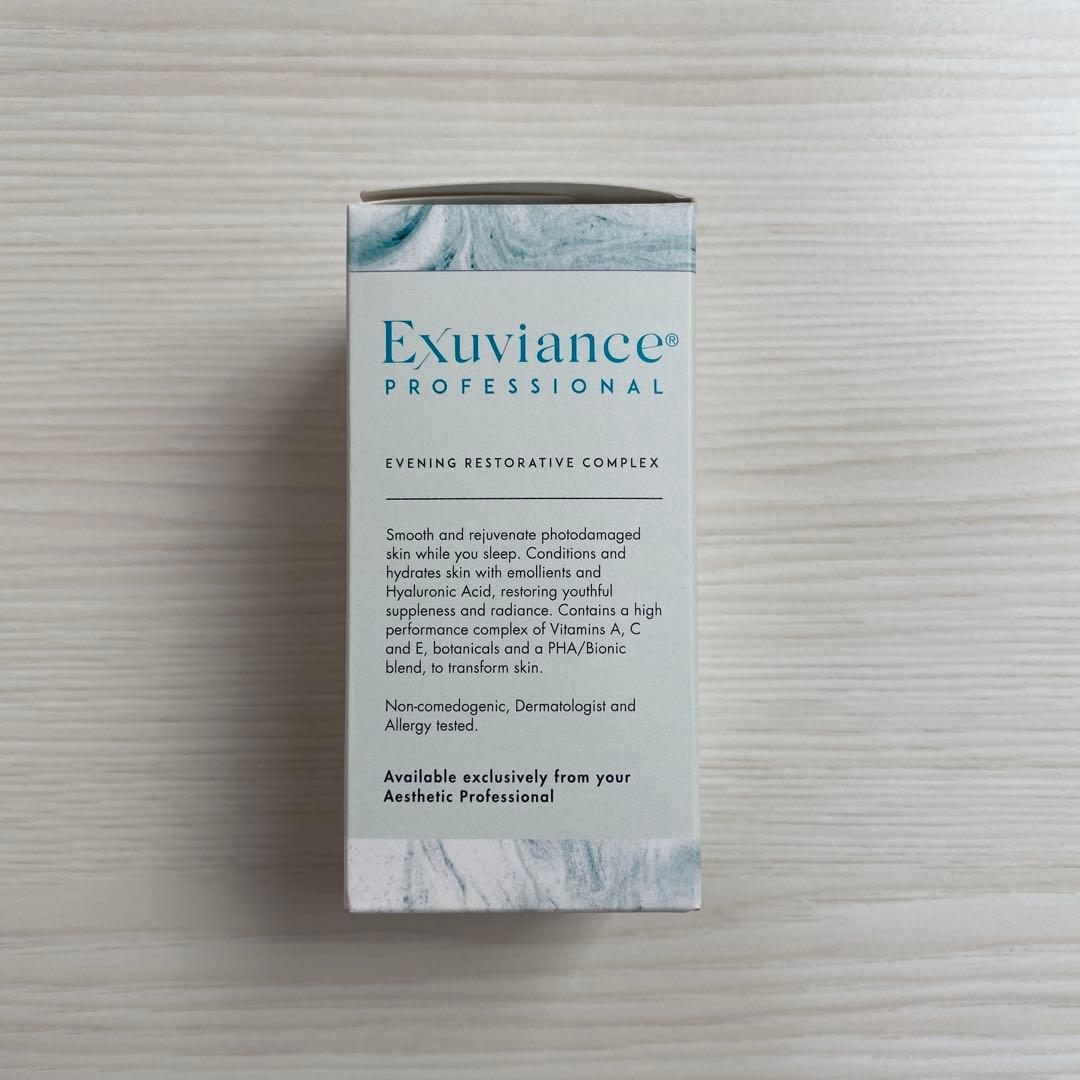 Exuviance®
PROFESSIONAL
EVENING RESTORATIVE COMPLEX
Smooth and rejuvenate photodamaged
skin while you sleep. Conditions and
hydrates skin with emollients and
Hyaluronic Acid, restoring youthful
suppleness and radiance. Contains a high
performance complex of Vitamins A, C
and E, botanicals and a PHA/Bionic
blend, to transform skin.
Non-comedogenic, Dermatologist and
Allergy tested.
Available exclusively from your
Aesthetic Professional